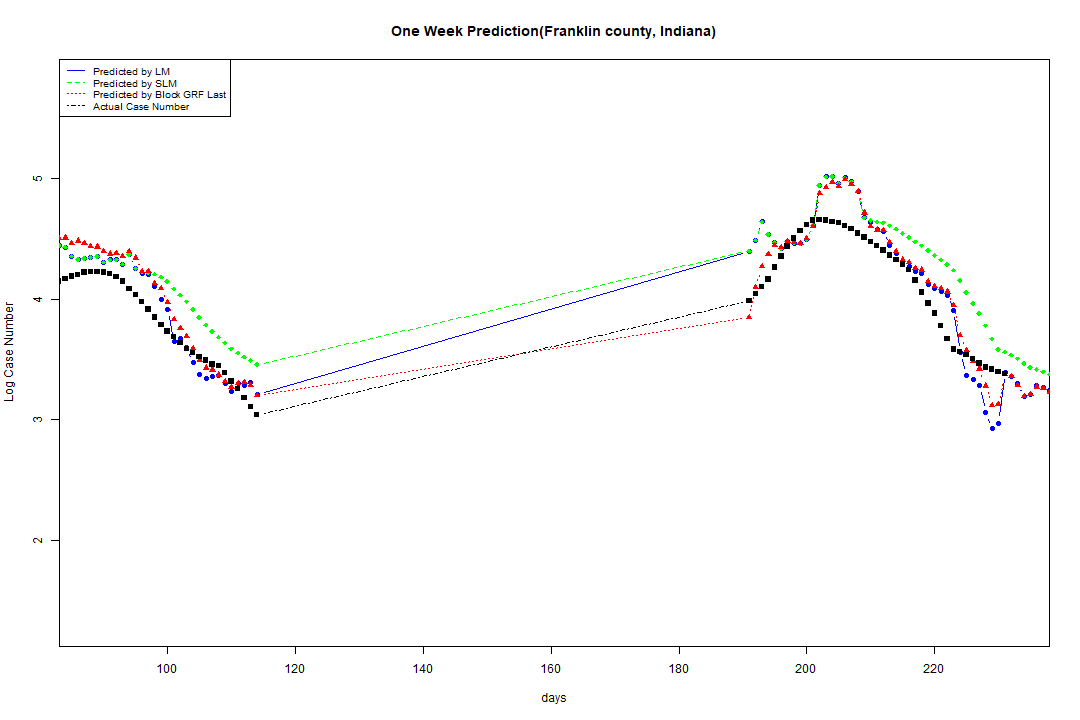 One Week Prediction(Franklin county, Indiana)
Predicted by LM
Predicted by SLM
Predicted by Block GRF Last
Actual Case Number
5
4
3
2
Log Case Number
100 120 140 160 180 200 220
days